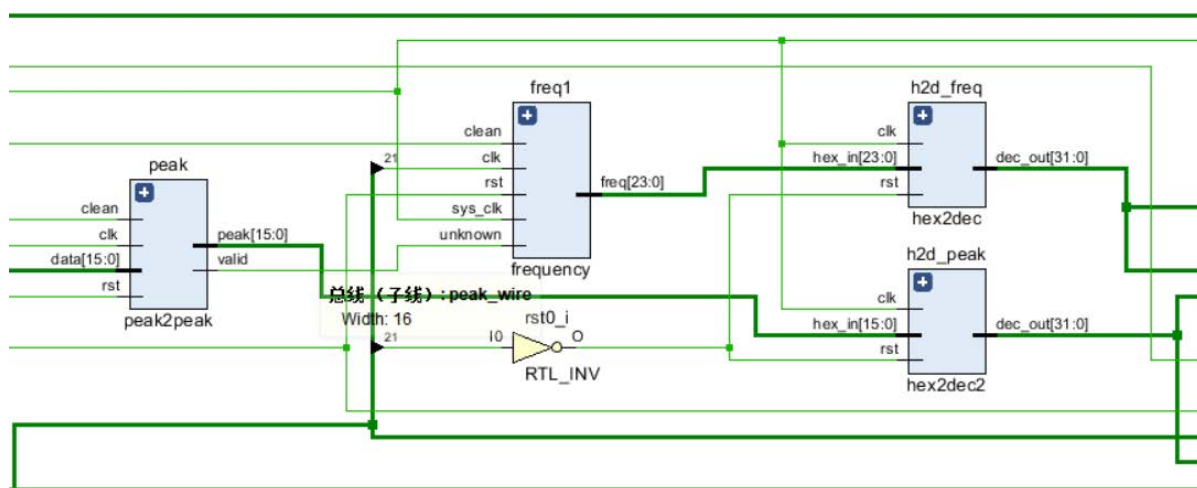 peak
clean
clk
data[15:0]
rst
peak[15:0]
valid
peak2peak
freq1
clean
21
clk
rst
sys_clk
unknown
freq[23:0]
frequency
总线（子线）: peak_wire
Width: 16
rst0_i
21
I0
O
RTL_INV
h2d_freq
clk
hex_in[23:0]
rst
dec_out[31:0]
hex2dec
h2d_peak
clk
hex_in[15:0]
rst
dec_out[31:0]
hex2dec2